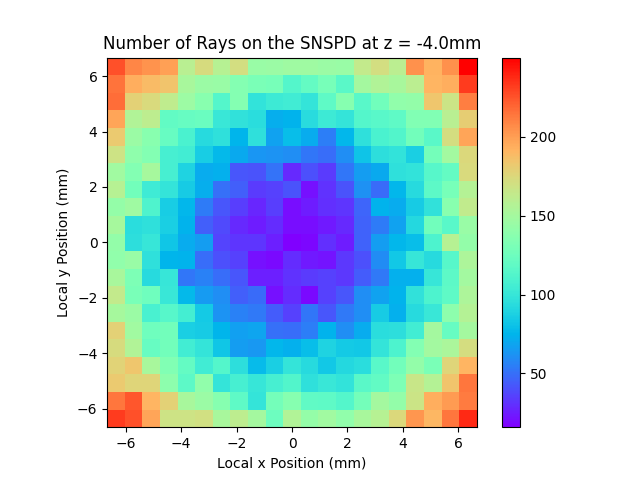 Number of Rays on the SNSPD at z = -4.0mm
Local y Position (mm)
6
4
2
0
−2
−4
−6
−6 −4 −2 0 2 4 6
Local x Position (mm)
200
150
100
50